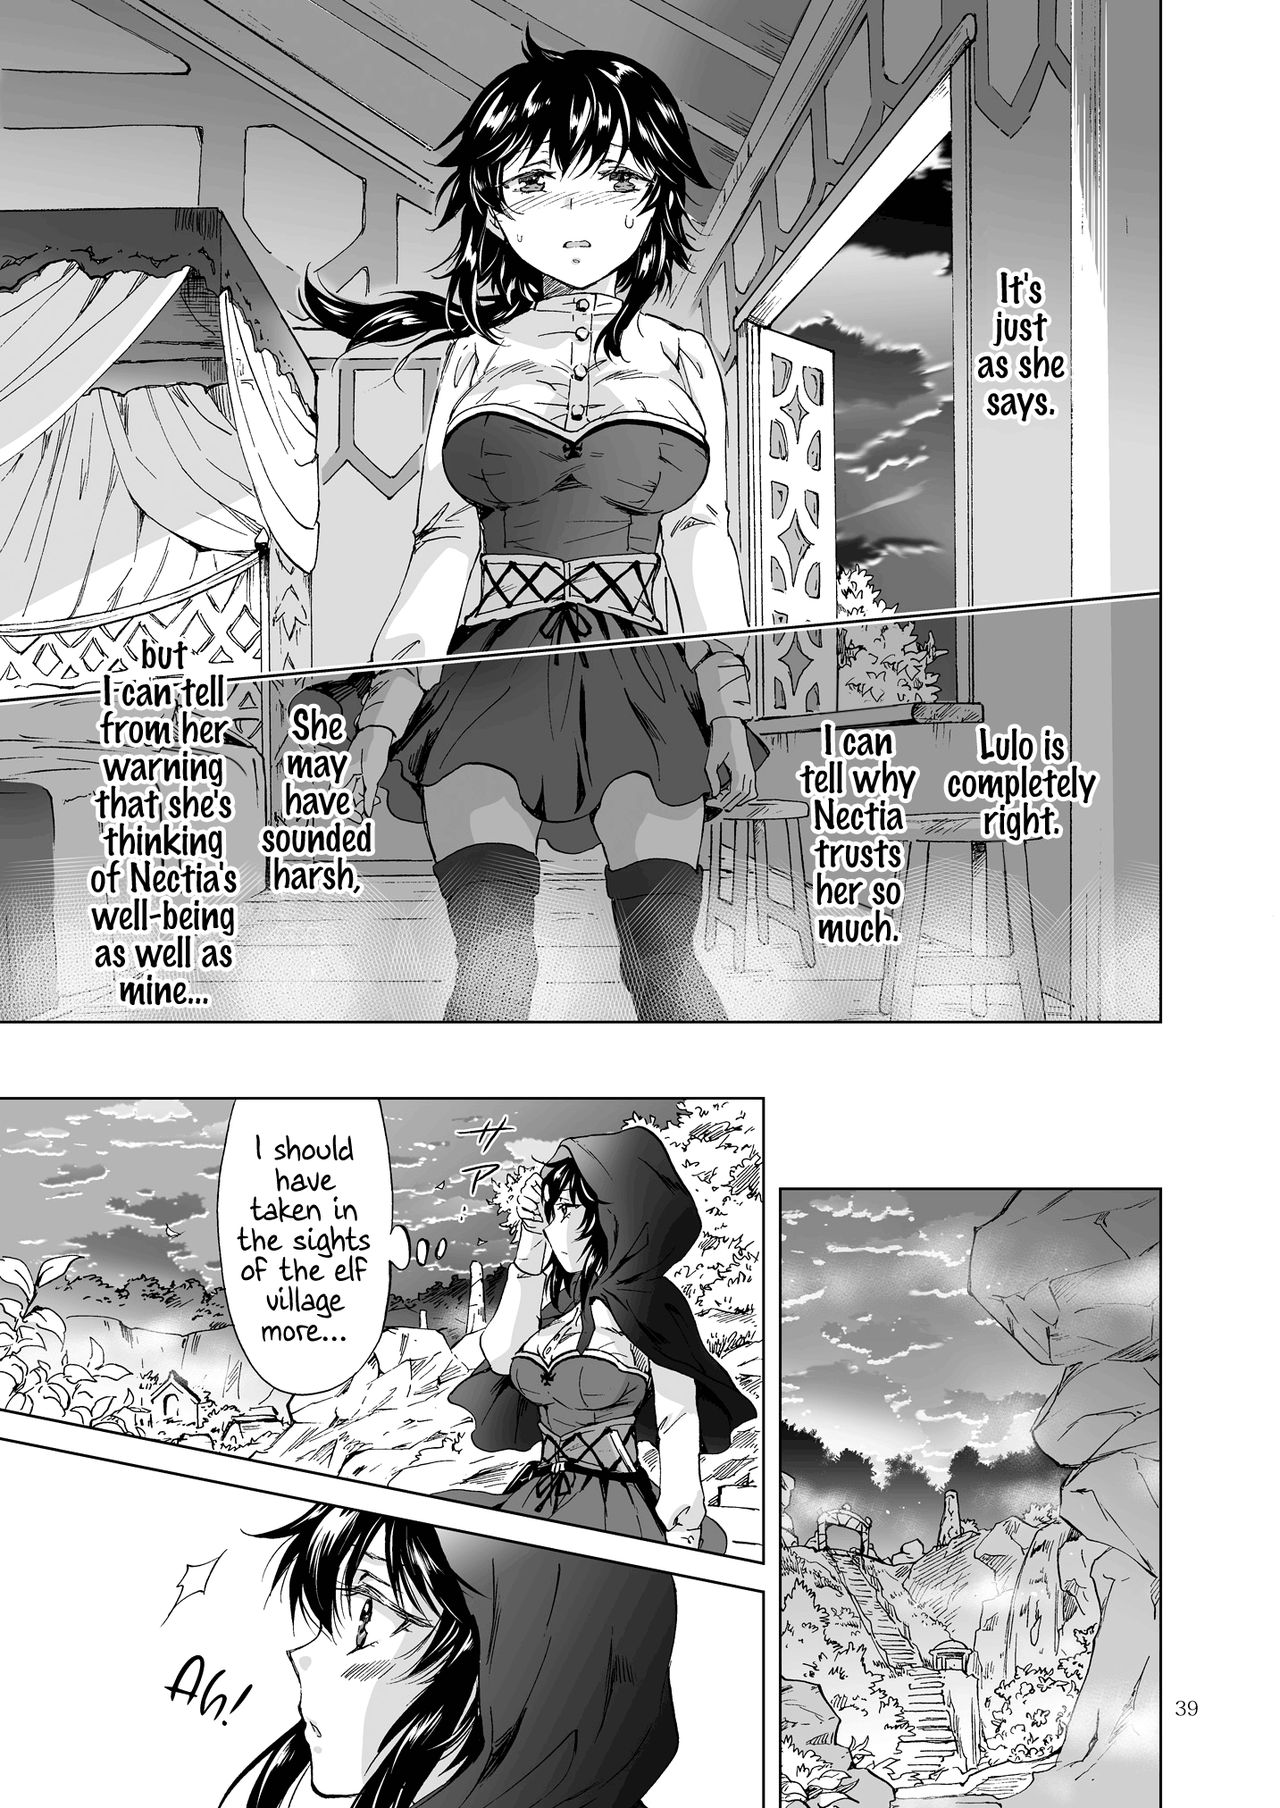 It's
just
as she
says.
Lulo is
completely
right.
I can
tell why
Nectia
trusts
her so
much.
She
may
have
sounded
harsh,
but
I can tell
from her
warning
that she's
thinking
of Nectia's
well-being
as well as
mine...
サァ...
I should
have
taken in
the sights
of the elf
village
more...
Ah!
39